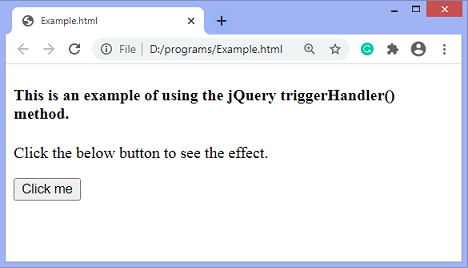 Example.html
File | D:/programs/Example.html
This is an example of using the jQuery triggerHandler()
method.
Click the below button to see the effect.
Click me